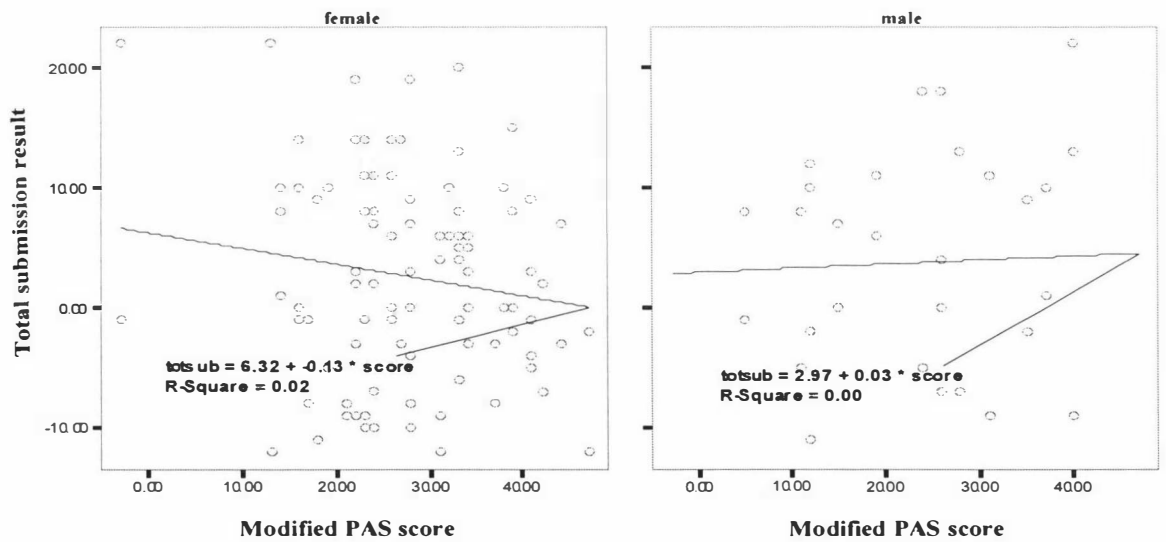 female
male
Total submission result
20.00
10.00
0.00
-10.00
totsub = 6.32 + -0.13 * score
R-Square = 0.02
totsub = 2.97 + 0.03 * score
R-Square = 0.00
0.00 10.00 20.00 30.00 40.00
0.00 10.00 20.00 30.00 40.00
Modified PAS score
Modified PAS score